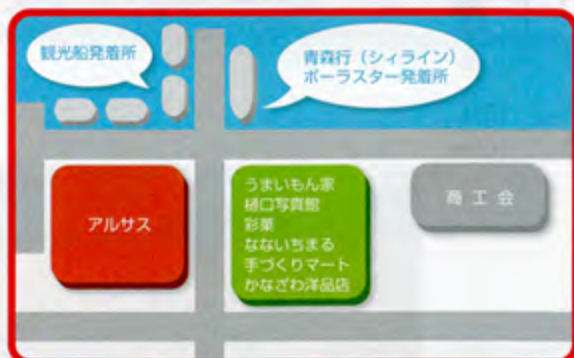 観光船発着所
青森行(シィライン)
ポーラスター発着所
アルサス
うまいもん家
樋口写真館
彩菓
なないちまる
手づくりマート
かなざわ洋品店
商工会